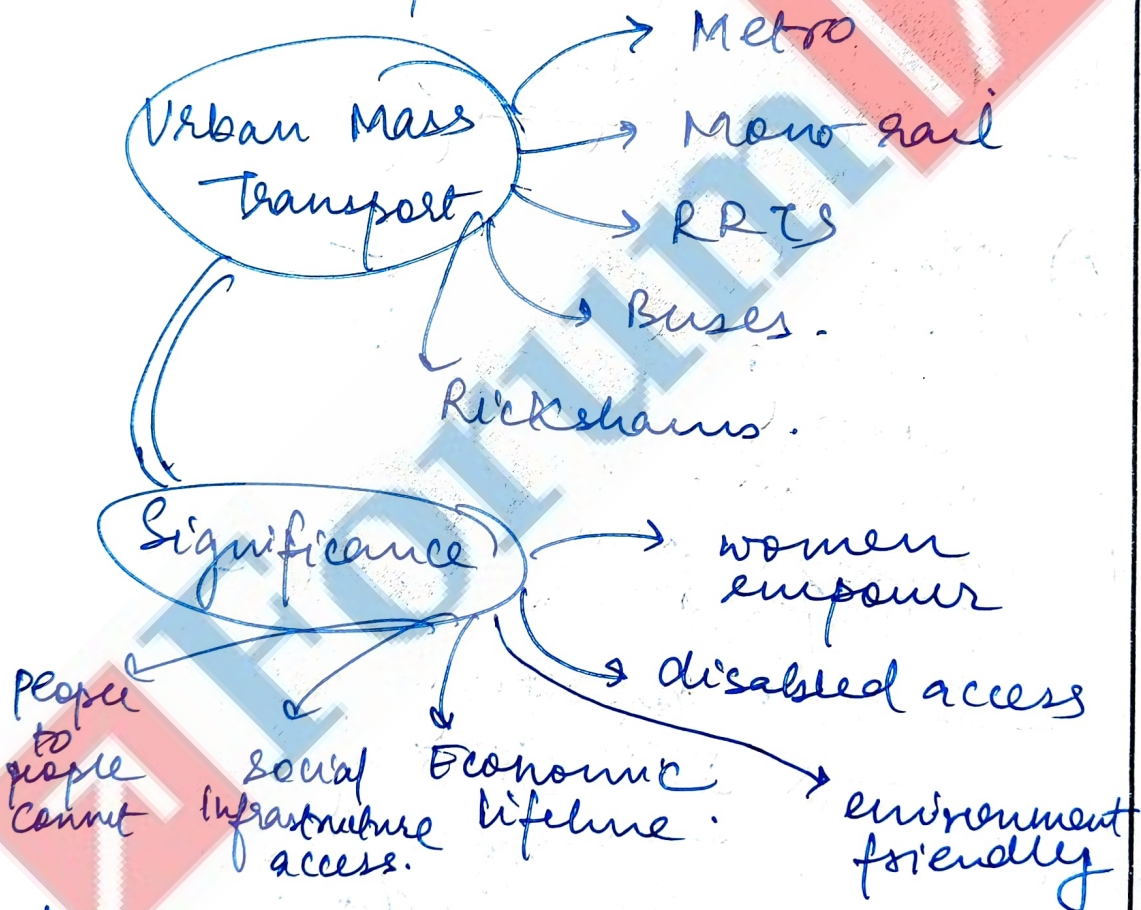 Urban Mass
Transport
Metro
Mono rail
RRTS
Buses.
Rickshaws.
Significance
women
empower
disabled access
environment
friendly
Economic
lifeline.
Social
infrastructure
access.
People
to
people
Connect
Forum